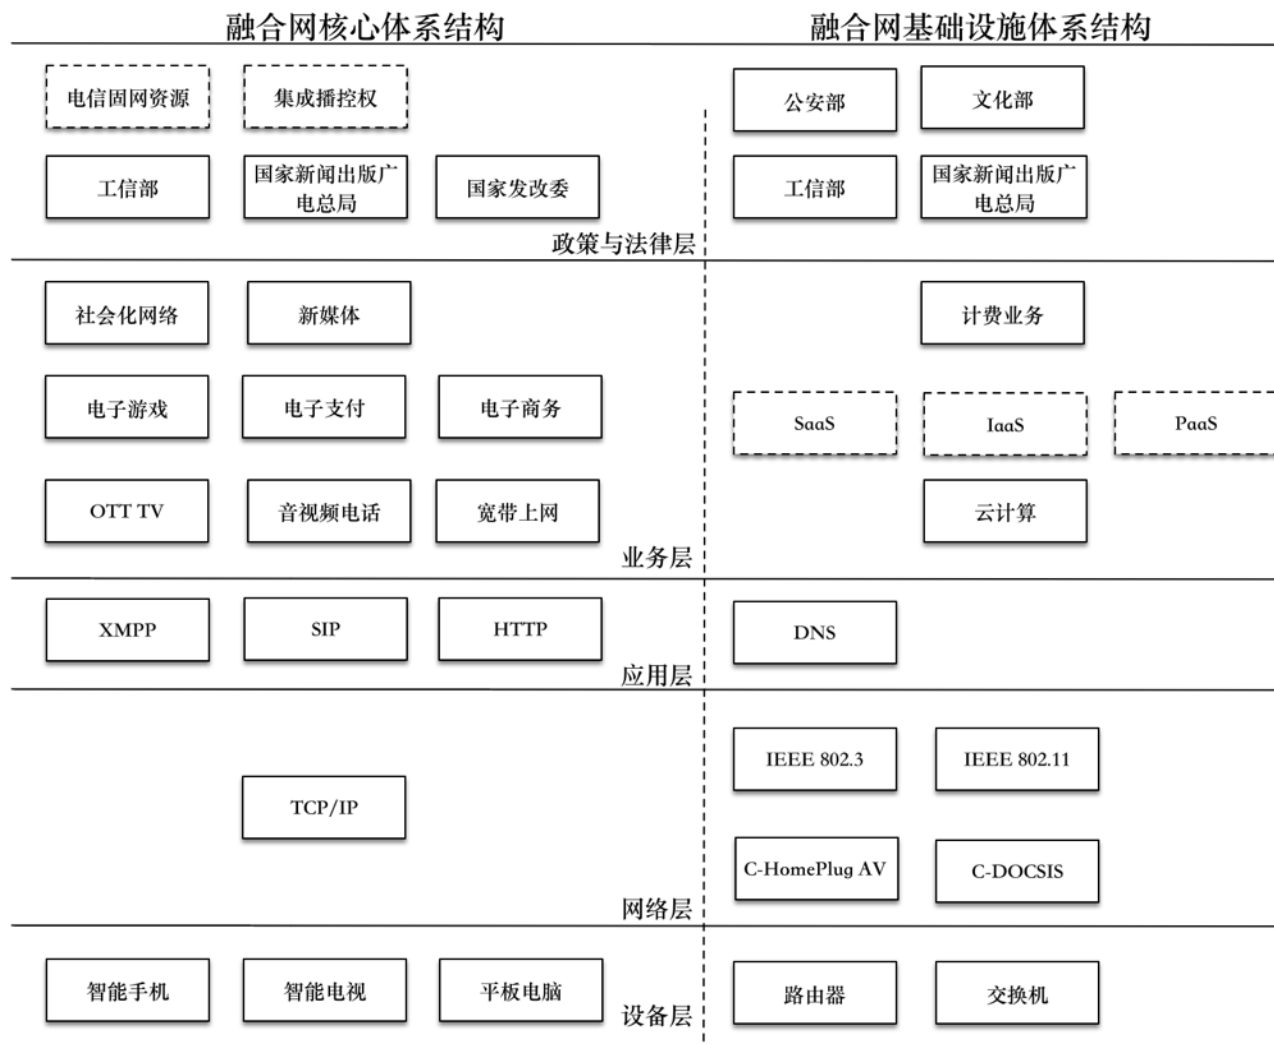 融合网核心体系结构
融合网基础设施体系结构
电信固网资源
集成播控权
公安部
文化部
工信部
国家新闻出版广
电总局
国家发改委
工信部
国家新闻出版广
电总局
政策与法律层
社会化网络
新媒体
计费业务
电子游戏
电子支付
电子商务
SaaS
IaaS
PaaS
OTT TV
音视频电话
宽带上网
云计算
业务层
XMPP
SIP
HTTP
DNS
应用层
IEEE 802.3
IEEE 802.11
TCP/IP
C-HomePlug AV
C-DOCSIS
网络层
智能手机
智能电视
平板电脑
路由器
交换机
设备层